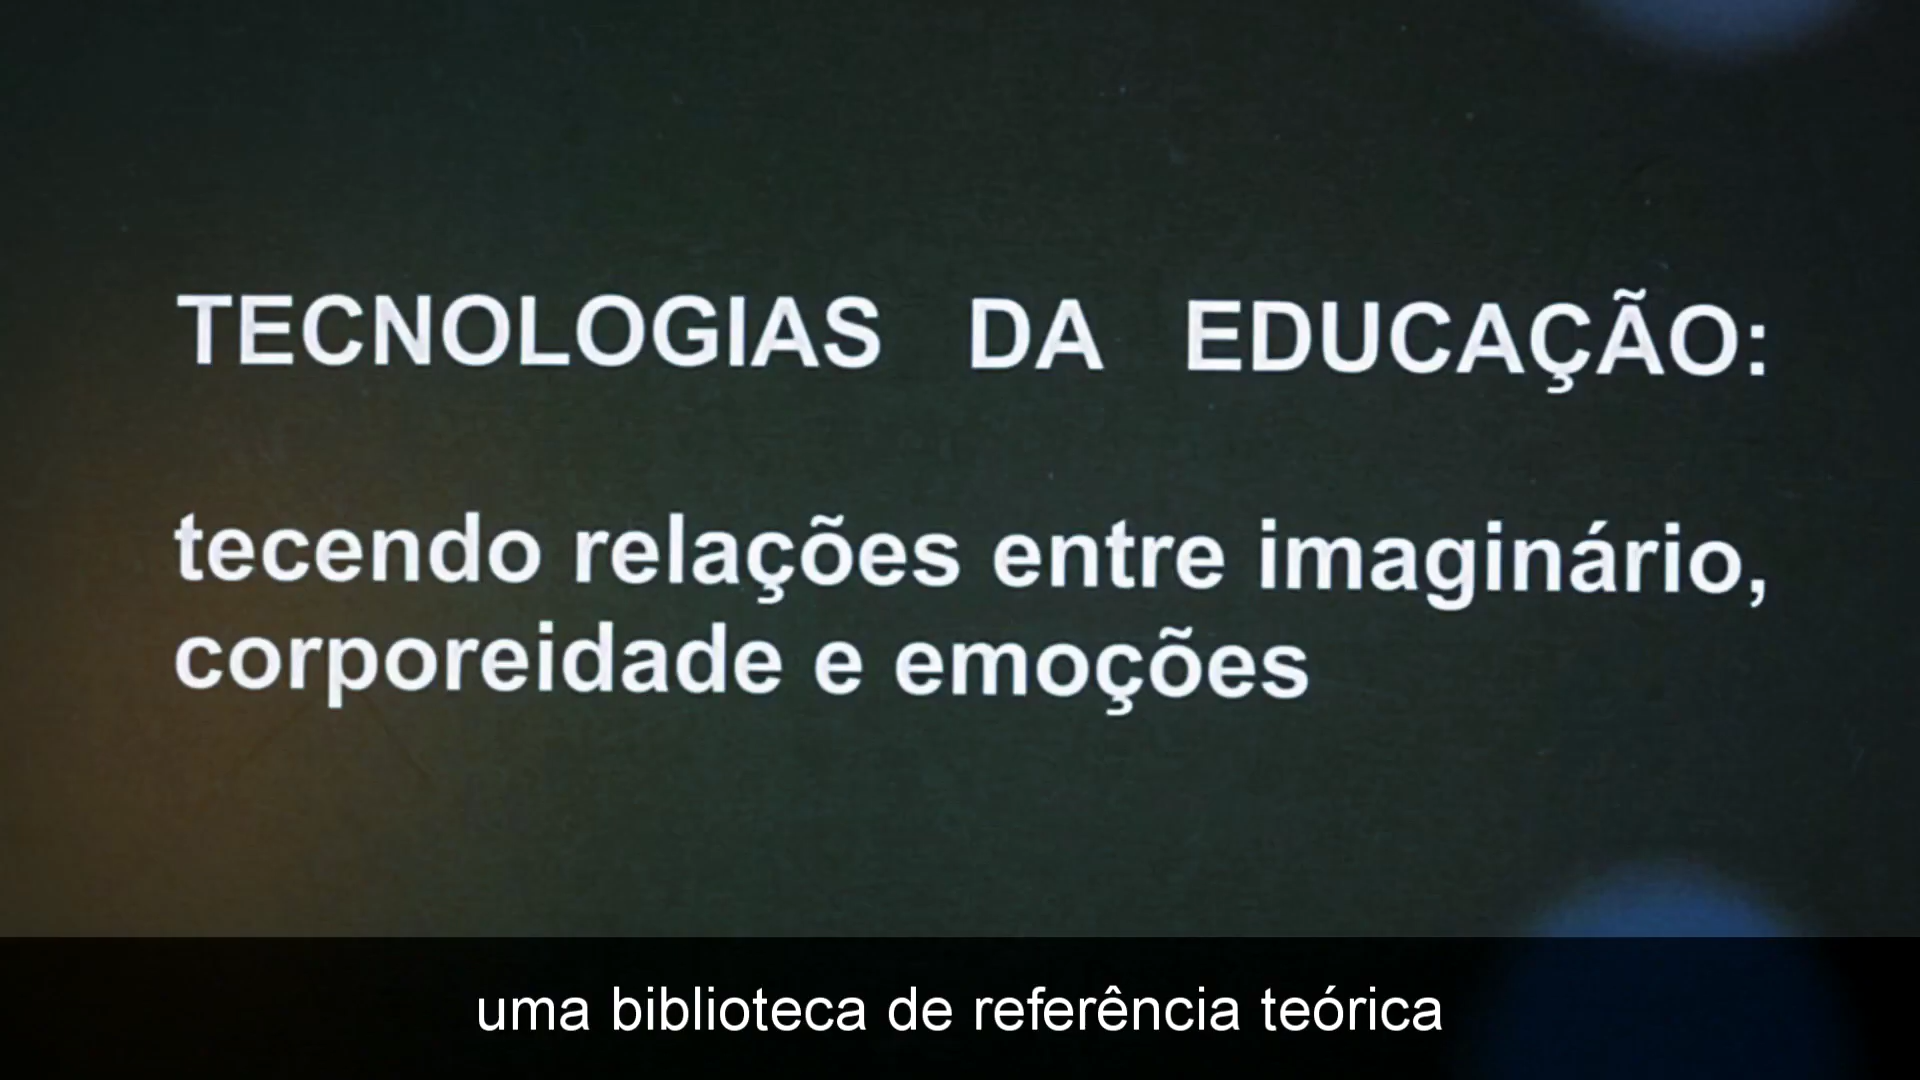 TECNOLOGIAS DA EDUCAÇÃO:
tecendo relações entre imaginário,
corporeidade e emoções
uma biblioteca de referência teórica